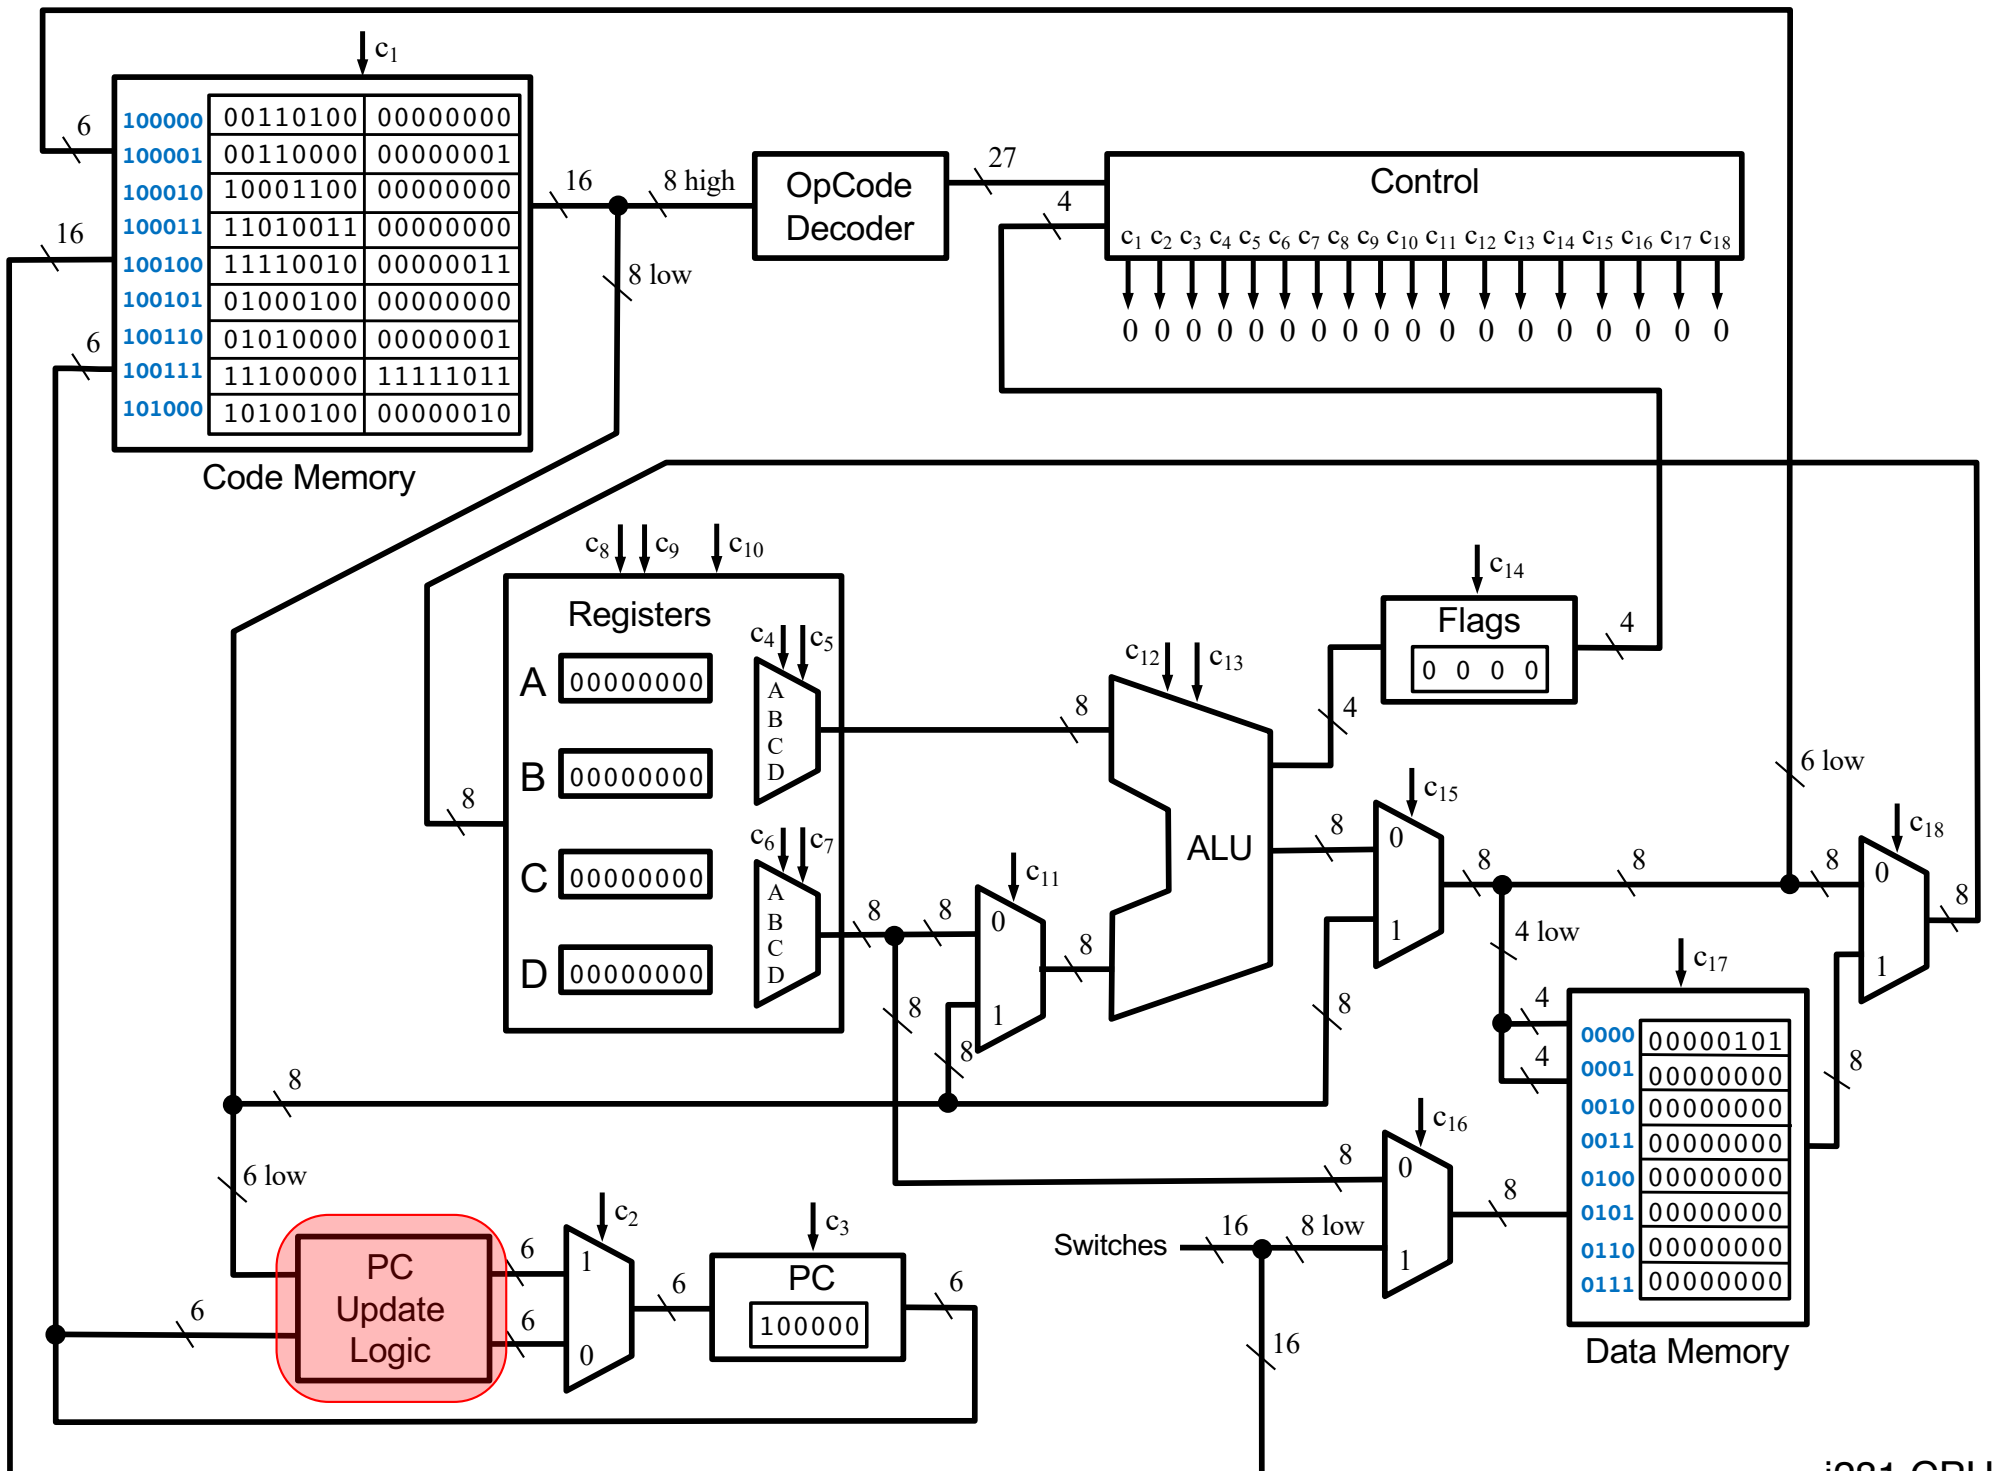 c1
100000 00110100 00000000
100001 00110000 00000001
100010 10001100 00000000
100011 11010011 00000000
100100 11110010 00000011
100101 01000100 00000000
100110 01010000 00000001
100111 11100000 11111011
101000 10100100 00000010
Code Memory
6
16
6
16
8 high
8 low
OpCode
Decoder
27
4
Control
c1 c2 c3 c4 c5 c6 c7 c8 c9 c10 c11 c12 c13 c14 c15 c16 c17 c18
0 0 0 0 0 0 0 0 0 0 0 0 0 0 0 0 0 0
c8 c9 c10
Registers
A 00000000
B 00000000
C 00000000
D 00000000
c4 c5
A
B
C
D
c6 c7
A
B
C
D
8
8
8
8
8
c11
0
1
8
8
c12 c13
ALU
c14
Flags
0 0 0 0
4
4
8
c15
0
1
8
8
8
6 low
8
c18
0
1
8
4 low
4
4
c17
0000 00000101
0001 00000000
0010 00000000
0011 00000000
0100 00000000
0101 00000000
0110 00000000
0111 00000000
Data Memory
8
8
8
c16
0
1
8
Switches
16
8 low
16
6 low
6
PC
Update
Logic
6
6
c2
1
0
6
c3
PC
100000
6